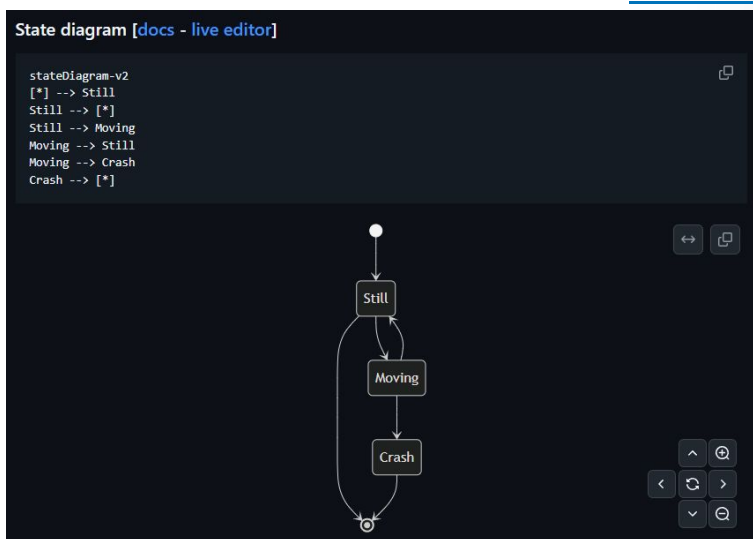 State diagram [docs - live editor]
stateDiagram-v2
[*] --> Still
Still --> [*]
Still --> Moving
Moving --> Still
Moving --> Crash
Crash --> [*]
Still
Moving
Crash